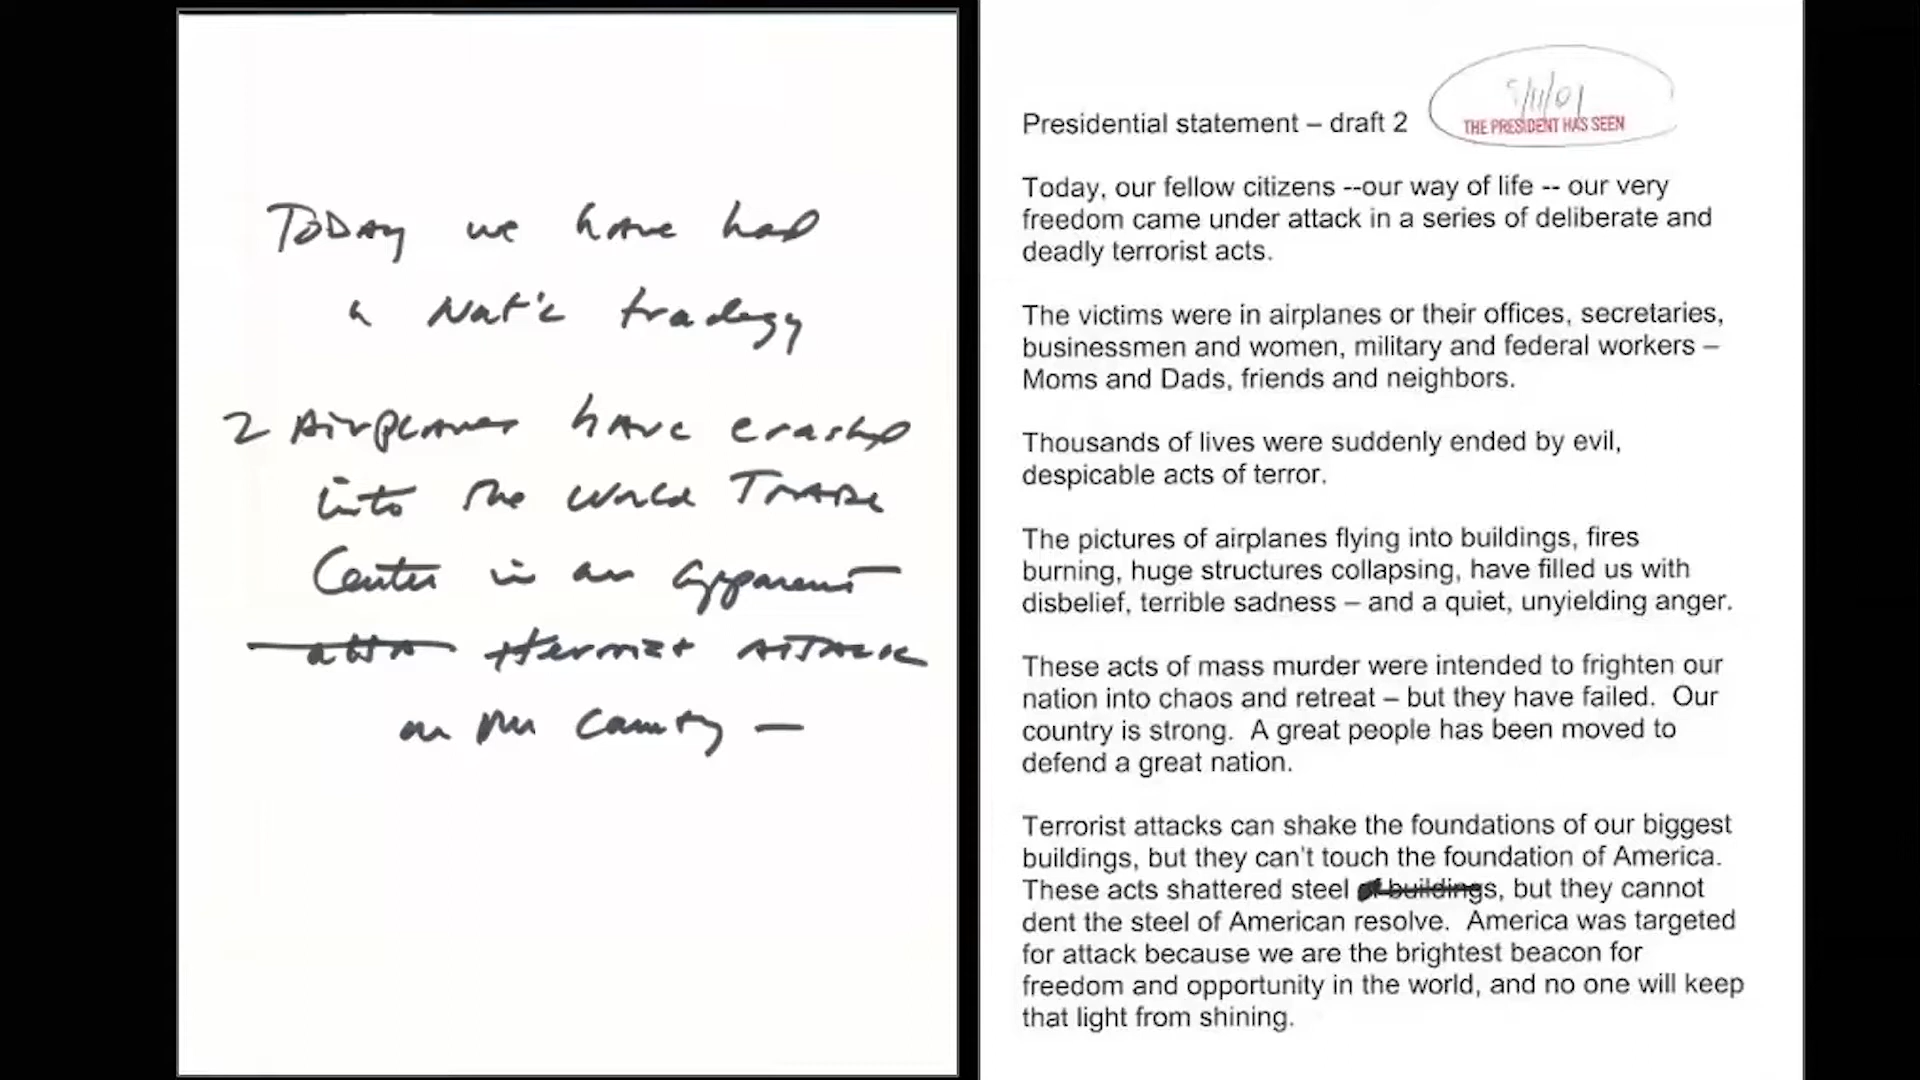 Today we have had
a Nat'l tradegy
2 Airplanes have crashed
into the World Trade
Center in an apparent
atta terrorist attack
on our country —
Presidential statement – draft 2
9/11/01
THE PRESIDENT HAS SEEN
Today, our fellow citizens --our way of life -- our very
freedom came under attack in a series of deliberate and
deadly terrorist acts.
The victims were in airplanes or their offices, secretaries,
businessmen and women, military and federal workers –
Moms and Dads, friends and neighbors.
Thousands of lives were suddenly ended by evil,
despicable acts of terror.
The pictures of airplanes flying into buildings, fires
burning, huge structures collapsing, have filled us with
disbelief, terrible sadness – and a quiet, unyielding anger.
These acts of mass murder were intended to frighten our
nation into chaos and retreat – but they have failed.  Our
country is strong.  A great people has been moved to
defend a great nation.
Terrorist attacks can shake the foundations of our biggest
buildings, but they can't touch the foundation of America.
These acts shattered steel of buildings, but they cannot
dent the steel of American resolve.  America was targeted
for attack because we are the brightest beacon for
freedom and opportunity in the world, and no one will keep
that light from shining.